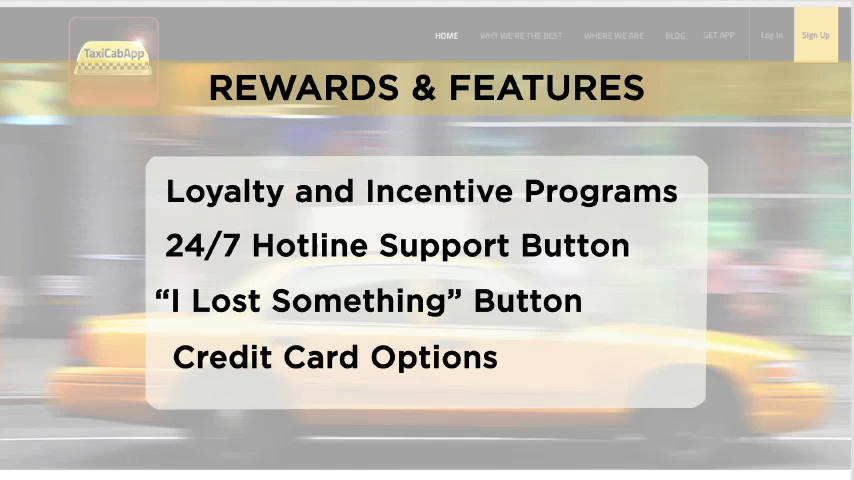 HOME WHY WE'RE THE BEST WHERE WE ARE BLOG GET APP Log In Sign Up
TaxiCabApp
REWARDS & FEATURES
Loyalty and Incentive Programs
24/7 Hotline Support Button
“I Lost Something” Button
Credit Card Options